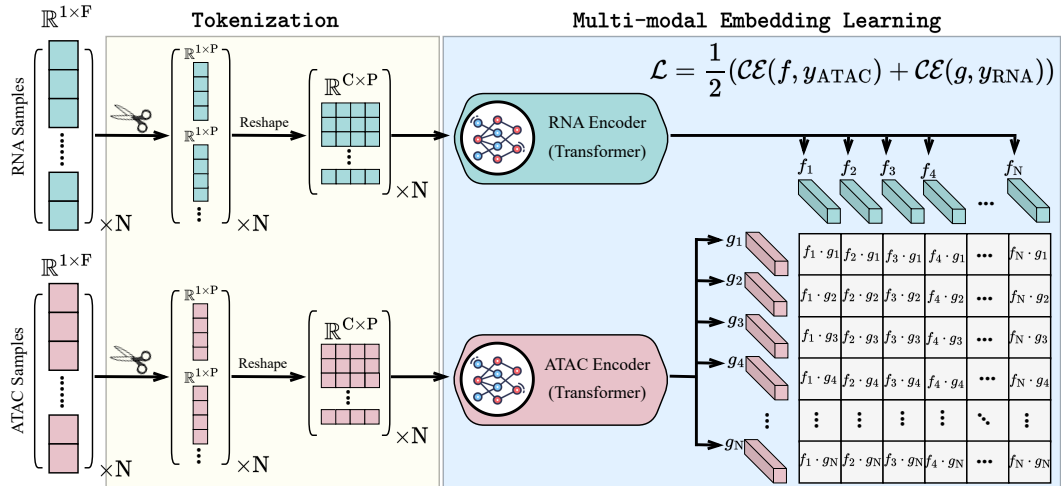 Tokenization
Multi-modal Embedding Learning
ℝ^{1×F}
RNA Samples
×N
ℝ^{1×P}
ℝ^{1×P}
×N
Reshape
ℝ^{C×P}
×N
RNA Encoder
(Transformer)
ℒ = 1/2(𝒞ℰ(f, y_ATAC) + 𝒞ℰ(g, y_RNA))
f_1 f_2 f_3 f_4 f_N
...
ℝ^{1×F}
ATAC Samples
×N
ℝ^{1×P}
ℝ^{1×P}
×N
Reshape
ℝ^{C×P}
×N
ATAC Encoder
(Transformer)
g_1
g_2
g_3
g_4
⋮
g_N
f_1 · g_1 f_2 · g_1 f_3 · g_1 f_4 · g_1 ... f_N · g_1
f_1 · g_2 f_2 · g_2 f_3 · g_2 f_4 · g_2 ... f_N · g_2
f_1 · g_3 f_2 · g_3 f_3 · g_3 f_4 · g_3 ... f_N · g_3
f_1 · g_4 f_2 · g_4 f_3 · g_4 f_4 · g_4 ... f_N · g_4
⋮ ⋮ ⋮ ⋮ ⋱ ⋮
f_1 · g_N f_2 · g_N f_3 · g_N f_4 · g_N ... f_N · g_N